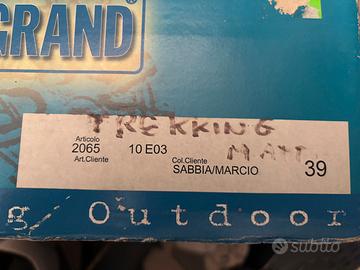 GRAND
TREKKING
Articolo
2065 10 E03 MATT
Art.Cliente Col.Cliente
SABBIA/MARCIO 39
g/ Outdoor
subito